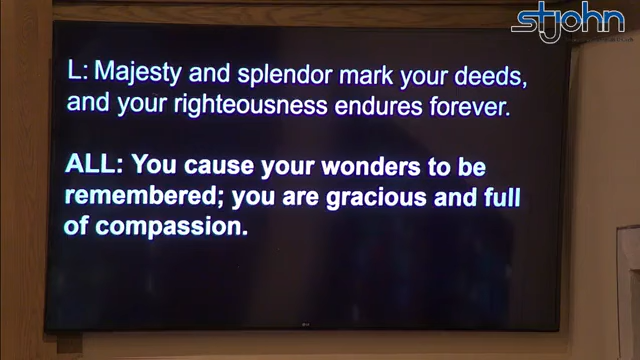 stjohn
L: Majesty and splendor mark your deeds,
and your righteousness endures forever.
ALL: You cause your wonders to be
remembered; you are gracious and full
of compassion.